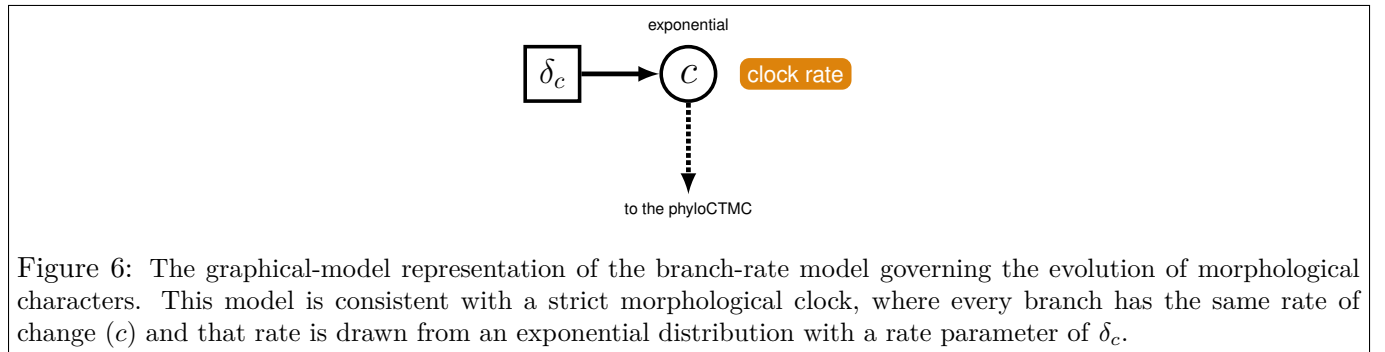 exponential
δc
c
clock rate
to the phyloCTMC
Figure 6: The graphical-model representation of the branch-rate model governing the evolution of morphological
characters. This model is consistent with a strict morphological clock, where every branch has the same rate of
change (c) and that rate is drawn from an exponential distribution with a rate parameter of δc.